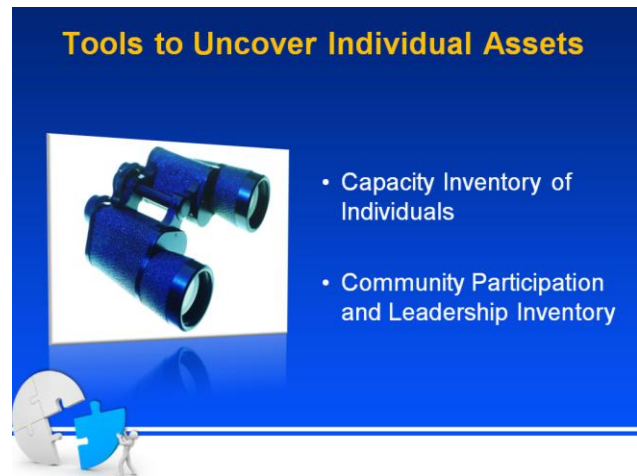 Tools to Uncover Individual Assets
• Capacity Inventory of
Individuals
• Community Participation
and Leadership Inventory